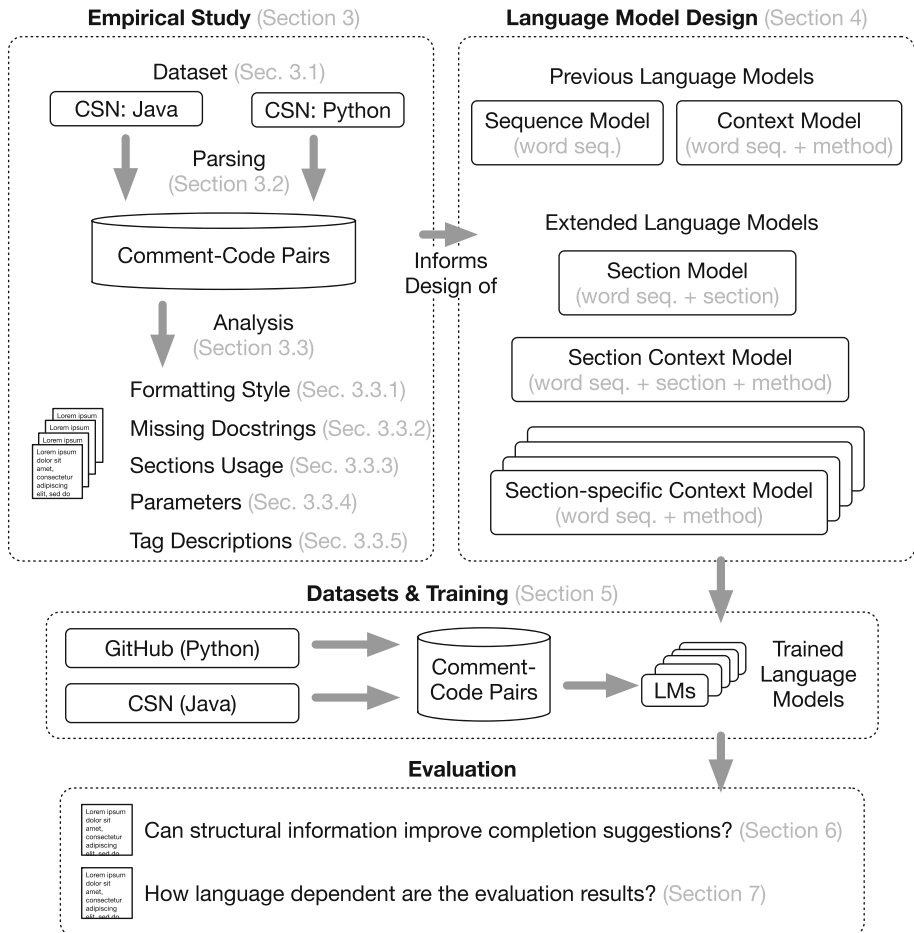 Empirical Study (Section 3)
Dataset (Sec. 3.1)
CSN: Java
CSN: Python
Parsing
(Section 3.2)
Comment-Code Pairs
Analysis
(Section 3.3)
Formatting Style (Sec. 3.3.1)
Missing Docstrings (Sec. 3.3.2)
Sections Usage (Sec. 3.3.3)
Parameters (Sec. 3.3.4)
Tag Descriptions (Sec. 3.3.5)
Lorem ipsum
Lorem ipsum
Lorem ipsum
Lorem ipsum
dolor sit
amet,
consectetur
adipiscing
elit, sed do
Informs
Design of
Language Model Design (Section 4)
Previous Language Models
Sequence Model
(word seq.)
Context Model
(word seq. + method)
Extended Language Models
Section Model
(word seq. + section)
Section Context Model
(word seq. + section + method)
Section-specific Context Model
(word seq. + method)
Datasets & Training (Section 5)
GitHub (Python)
CSN (Java)
Comment-
Code Pairs
LMs
Trained
Language
Models
Evaluation
Lorem ipsum
dolor sit
amet,
consectetur
adipiscing
elit, sed do
Can structural information improve completion suggestions? (Section 6)
Lorem ipsum
dolor sit
amet,
consectetur
adipiscing
elit, sed do
How language dependent are the evaluation results? (Section 7)